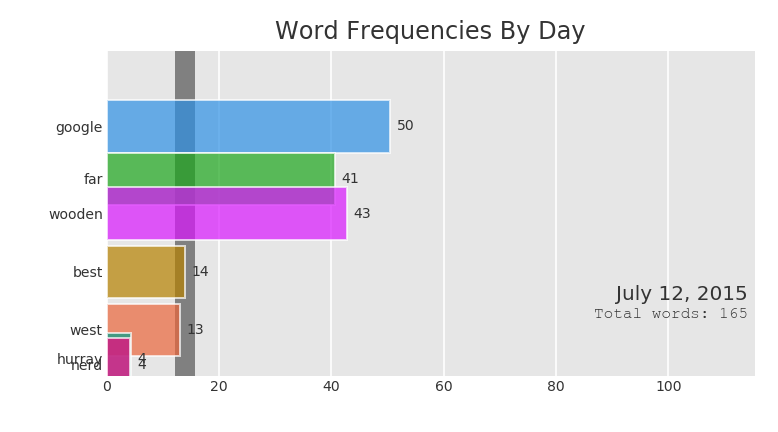 Word Frequencies By Day
google 50
far 41
wooden 43
best 14
west 13
hurray 4
nerd 4
July 12, 2015
Total words: 165
0 20 40 60 80 100